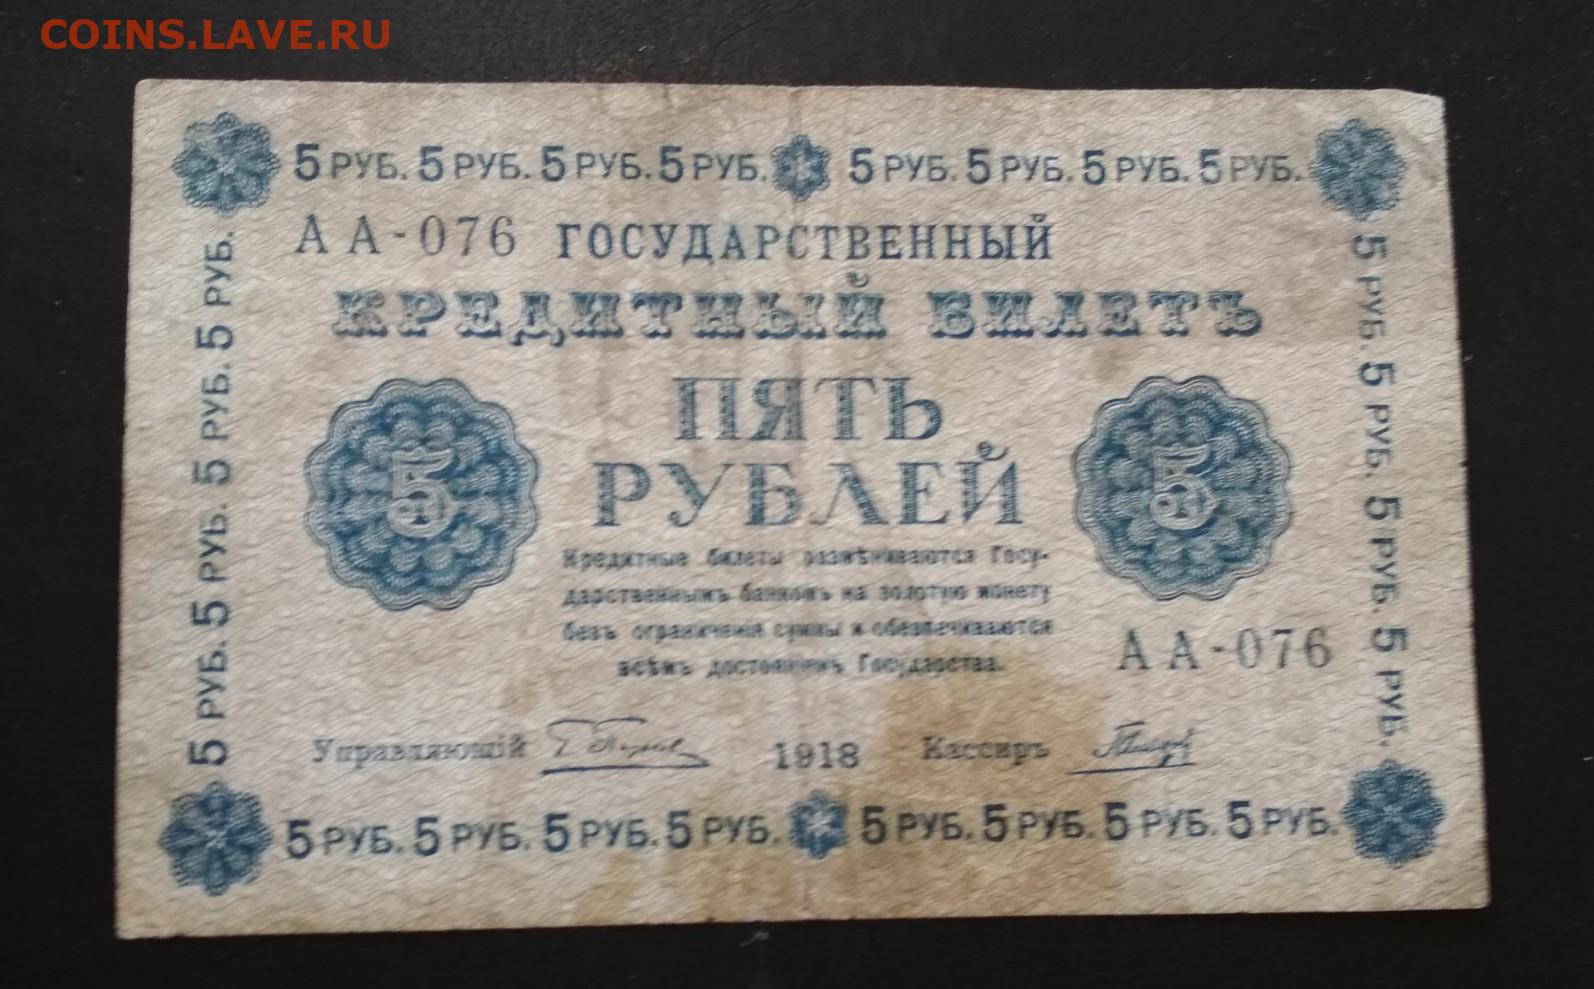 COINS.LAVE.RU
5 РУБ. 5 РУБ. 5 РУБ. 5 РУБ. 5 РУБ. 5 РУБ. 5 РУБ. 5 РУБ.
АА-076 ГОСУДАРСТВЕННЫЙ
КРЕДИТНЫЙ БИЛЕТЪ
ПЯТЬ
РУБЛЕЙ
5
5
Кредитные билеты размѣниваются Госу-
дарственнымъ банкомъ на золотую монету
безъ ограниченія суммы и обезпечиваются
всѣмъ достояніемъ Государства.
АА-076
Управляющій 1918 Кассиръ
5 РУБ. 5 РУБ. 5 РУБ. 5 РУБ. 5 РУБ. 5 РУБ. 5 РУБ. 5 РУБ.
5 РУБ. 5 РУБ. 5 РУБ. 5 РУБ.
5 РУБ. 5 РУБ. 5 РУБ. 5 РУБ.